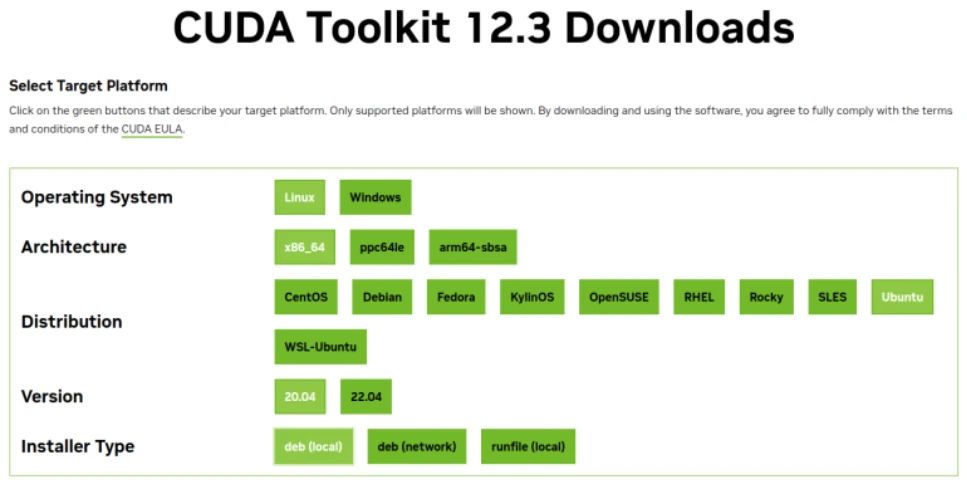 CUDA Toolkit 12.3 Downloads
Select Target Platform
Click on the green buttons that describe your target platform. Only supported platforms will be shown. By downloading and using the software, you agree to fully comply with the terms
and conditions of the CUDA EULA.
Operating System Linux Windows
Architecture x86_64 ppc64le arm64-sbsa
Distribution CentOS Debian Fedora KylinOS OpenSUSE RHEL Rocky SLES Ubuntu
WSL-Ubuntu
Version 20.04 22.04
Installer Type deb (local) deb (network) runfile (local)